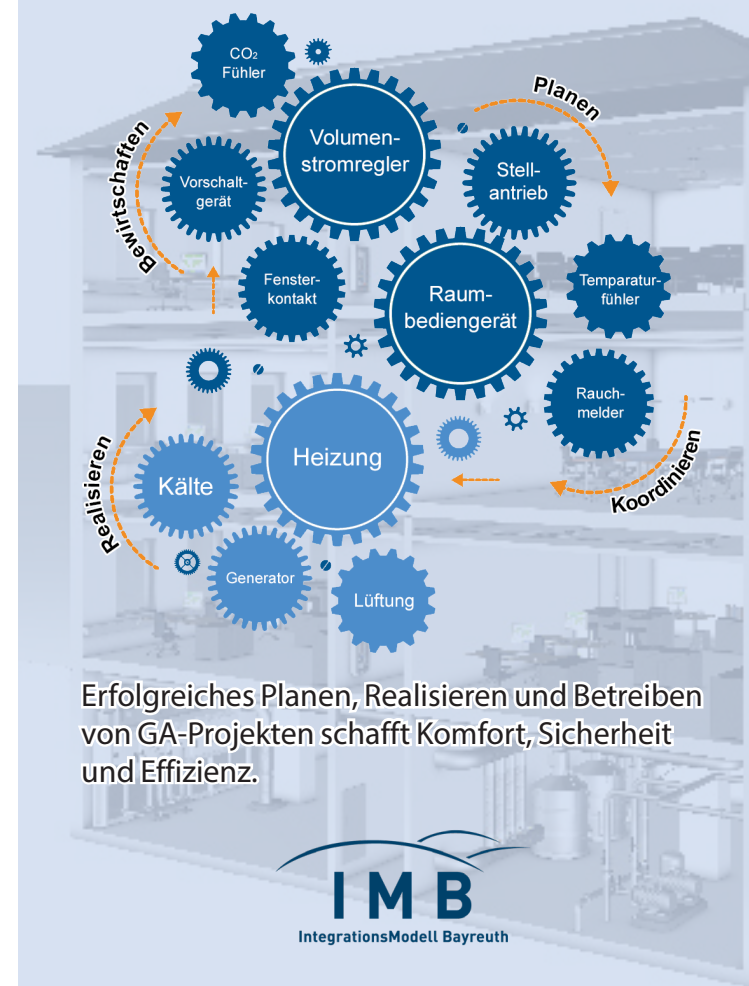 CO₂
Fühler
Planen
Volumen-
stromregler
Stell-
antrieb
Bewirtschaften
Vorschalt-
gerät
Fenster-
kontakt
Raum-
bediengerät
Temparatur-
fühler
Rauch-
melder
Koordinieren
Heizung
Realisieren
Kälte
Generator
Lüftung
Erfolgreiches Planen, Realisieren und Betreiben
von GA-Projekten schafft Komfort, Sicherheit
und Effizienz.
IMB
IntegrationsModell Bayreuth